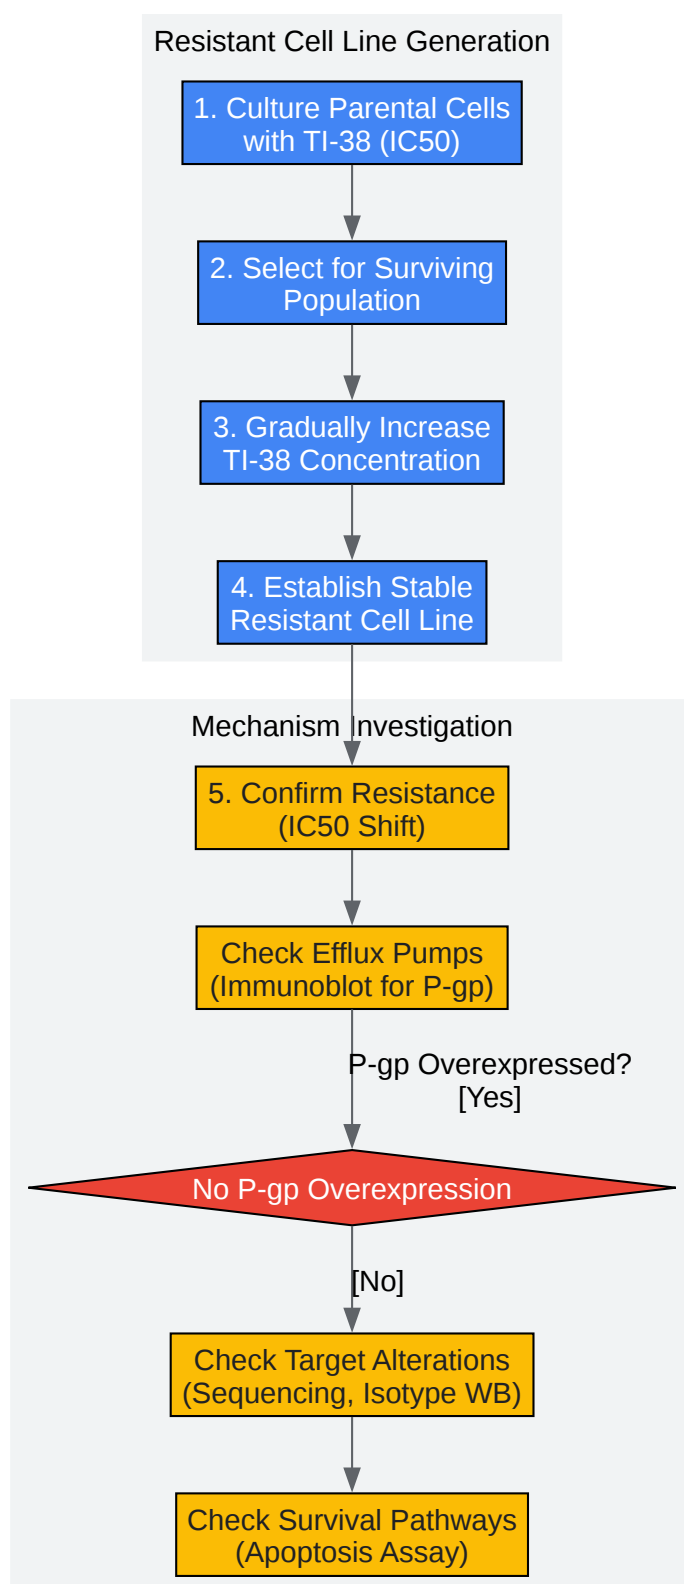 Resistant Cell Line Generation
1. Culture Parental Cells
with TI-38 (IC50)
2. Select for Surviving
Population
3. Gradually Increase
TI-38 Concentration
4. Establish Stable
Resistant Cell Line
Mechanism Investigation
5. Confirm Resistance
(IC50 Shift)
Check Efflux Pumps
(Immunoblot for P-gp)
P-gp Overexpressed?
[Yes]
No P-gp Overexpression
[No]
Check Target Alterations
(Sequencing, Isotype WB)
Check Survival Pathways
(Apoptosis Assay)